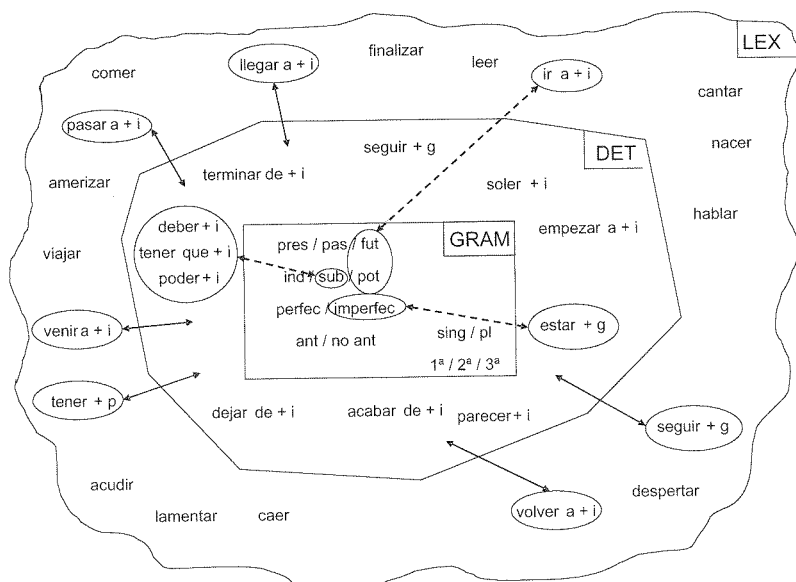 LEX
finalizar
llegar a + i
leer
comer
ir a + i
cantar
pasar a + i
nacer
seguir + g
DET
terminar de + i
amerizar
soler + i
hablar
deber + i
empezar a + i
pres / pas / fut
GRAM
tener que + i
viajar
poder + i
ind / sub / pot
perfec / imperfec
venir a + i
estar + g
sing / pl
ant / no ant
1ª / 2ª / 3ª
tener + p
dejar de + i
acabar de + i
parecer + i
seguir + g
acudir
despertar
lamentar
caer
volver a + i